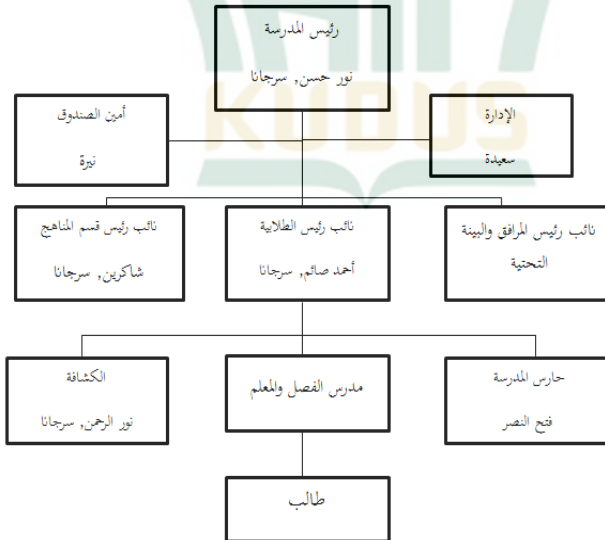 رئيس المدرسة
نور حسن, سرجانا
KUDUS
الإدارة
سعيدة
أمين الصندوق
نيرة
نائب رئيس المرافق والبينة
التحتية
نائب رئيس الطلابية
أحمد صائم, سرجانا
نائب رئيس قسم المناهج
شاكرين, سرجانا
حارس المدرسة
فتح النصر
مدرس الفصل والمعلم
الكشافة
نور الرحمن, سرجانا
طالب